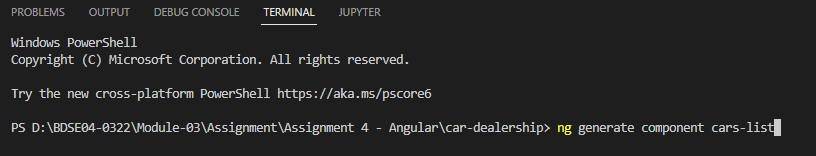 PROBLEMS OUTPUT DEBUG CONSOLE TERMINAL JUPYTER
Windows PowerShell
Copyright (C) Microsoft Corporation. All rights reserved.
Try the new cross-platform PowerShell https://aka.ms/pscore6
PS D:\BDSE04-0322\Module-03\Assignment\Assignment 4 - Angular\car-dealership> ng generate component cars-list